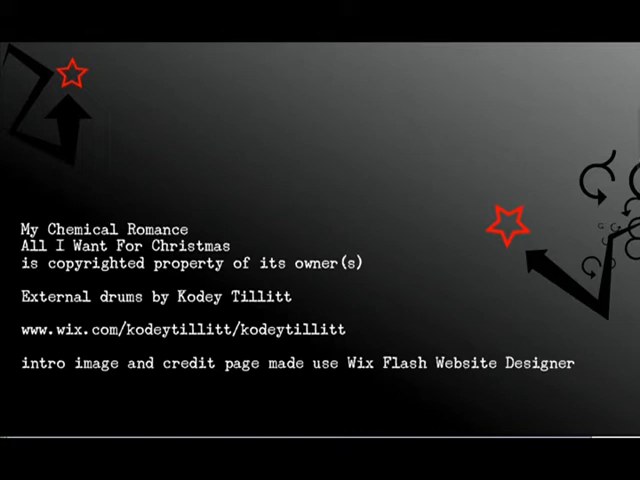 My Chemical Romance
All I Want For Christmas
is copyrighted property of its owner(s)
External drums by Kodey Tillitt
www.wix.com/kodeytillitt/kodeytillitt
intro image and credit page made use Wix Flash Website Designer